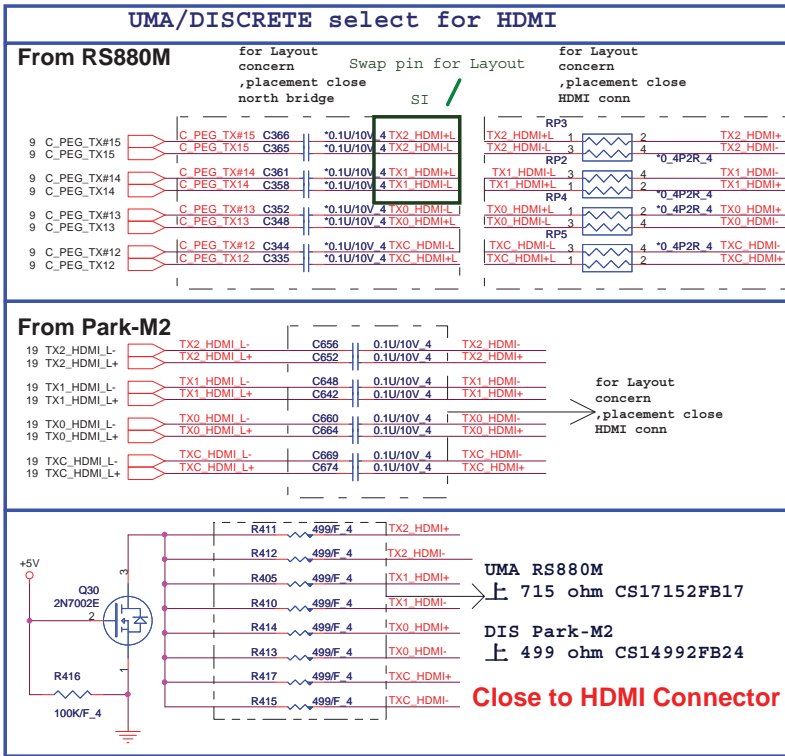 UMA/DISCRETE select for HDMI
From RS880M
for Layout
concern
,placement close
north bridge
Swap pin for Layout
SI
for Layout
concern
,placement close
HDMI conn
9 C_PEG_TX#15 C_PEG_TX#15 C366 *0.1U/10V_4 TX2_HDMI+L
9 C_PEG_TX15 C_PEG_TX15 C365 *0.1U/10V_4 TX2_HDMI-L
9 C_PEG_TX#14 C_PEG_TX#14 C361 *0.1U/10V_4 TX1_HDMI+L
9 C_PEG_TX14 C_PEG_TX14 C358 *0.1U/10V_4 TX1_HDMI-L
9 C_PEG_TX#13 C_PEG_TX#13 C352 *0.1U/10V_4 TX0_HDMI-L
9 C_PEG_TX13 C_PEG_TX13 C348 *0.1U/10V_4 TX0_HDMI+L
9 C_PEG_TX#12 C_PEG_TX#12 C344 *0.1U/10V_4 TXC_HDMI-L
9 C_PEG_TX12 C_PEG_TX12 C335 *0.1U/10V_4 TXC_HDMI+L
RP3
TX2_HDMI+L 1 2 TX2_HDMI+
TX2_HDMI-L 3 4 TX2_HDMI-
*0_4P2R_4
RP2
TX1_HDMI-L 3 4 TX1_HDMI-
TX1_HDMI+L 1 2 TX1_HDMI+
*0_4P2R_4
RP4
TX0_HDMI+L 1 2 *0_4P2R_4 TX0_HDMI+
TX0_HDMI-L 3 4 TX0_HDMI-
RP5
TXC_HDMI-L 3 4 *0_4P2R_4 TXC_HDMI-
TXC_HDMI+L 1 2 TXC_HDMI+
From Park-M2
19 TX2_HDMI_L- TX2_HDMI_L- C656 0.1U/10V_4 TX2_HDMI-
19 TX2_HDMI_L+ TX2_HDMI_L+ C652 0.1U/10V_4 TX2_HDMI+
19 TX1_HDMI_L- TX1_HDMI_L- C648 0.1U/10V_4 TX1_HDMI-
19 TX1_HDMI_L+ TX1_HDMI_L+ C642 0.1U/10V_4 TX1_HDMI+
19 TX0_HDMI_L- TX0_HDMI_L- C660 0.1U/10V_4 TX0_HDMI-
19 TX0_HDMI_L+ TX0_HDMI_L+ C664 0.1U/10V_4 TX0_HDMI+
19 TXC_HDMI_L- TXC_HDMI_L- C669 0.1U/10V_4 TXC_HDMI-
19 TXC_HDMI_L+ TXC_HDMI_L+ C674 0.1U/10V_4 TXC_HDMI+
for Layout
concern
,placement close
HDMI conn
+5V
Q30
2N7002E
3
2
1
R416
100K/F_4
R411 499/F_4 TX2_HDMI+
R412 499/F_4 TX2_HDMI-
R405 499/F_4 TX1_HDMI+
R410 499/F_4 TX1_HDMI-
R414 499/F_4 TX0_HDMI+
R413 499/F_4 TX0_HDMI-
R417 499/F_4 TXC_HDMI+
R415 499/F_4 TXC_HDMI-
UMA RS880M
上 715 ohm CS17152FB17
DIS Park-M2
上 499 ohm CS14992FB24
Close to HDMI Connector